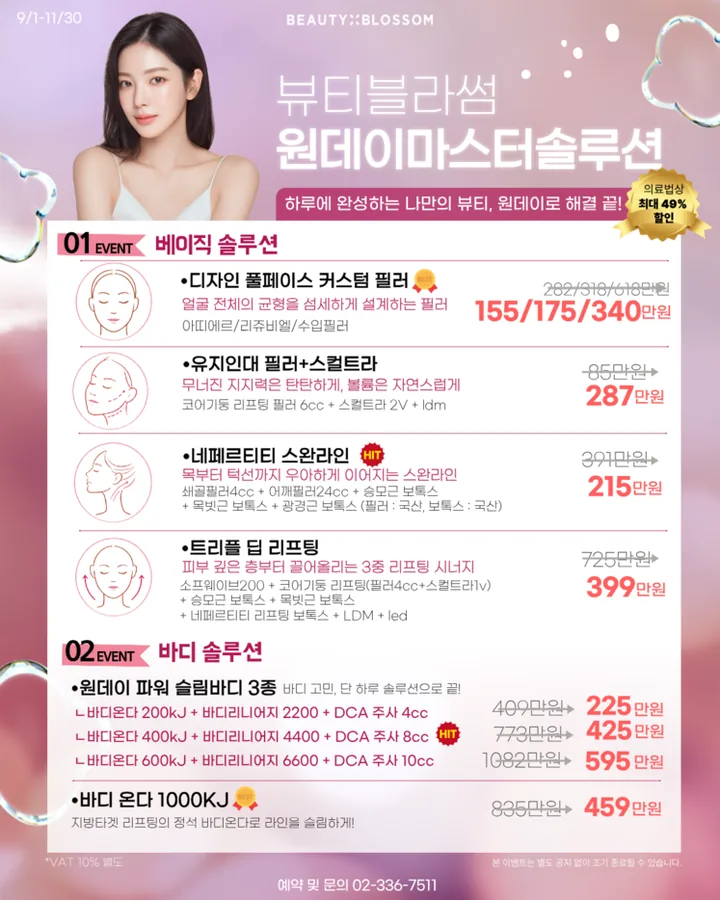 9/1-11/30
BEAUTY::BLOSSOM
뷰티블라썸
원데이마스터솔루션
하루에 완성하는 나만의 뷰티, 원데이로 해결 끝!
의료법상
최대 49%
할인
01 EVENT 베이직 솔루션
•디자인 풀페이스 커스텀 필러 BEST
282/318/618만원
얼굴 전체의 균형을 섬세하게 설계하는 필러
155/175/340만원
아띠에르/리쥬비엘/수입필러
•유지인대 필러+스컬트라
85만원
무너진 지지력은 탄탄하게, 볼륨은 자연스럽게
287만원
코어기둥 리프팅 필러 6cc + 스컬트라 2V + ldm
•네페르티티 스완라인 HIT
391만원
목부터 턱선까지 우아하게 이어지는 스완라인
215만원
쇄골필러4cc + 어깨필러24cc + 승모근 보톡스
+ 목빗근 보톡스 + 광경근 보톡스 (필러 : 국산, 보톡스 : 국산)
•트리플 딥 리프팅
725만원
피부 깊은 층부터 끌어올리는 3중 리프팅 시너지
399만원
소프웨이브200 + 코어기둥 리프팅(필러4cc+스컬트라1v)
+ 승모근 보톡스 + 목빗근 보톡스
+ 네페르티티 리프팅 보톡스 + LDM + led
02 EVENT 바디 솔루션
•원데이 파워 슬림바디 3종 바디 고민, 단 하루 솔루션으로 끝!
ㄴ바디온다 200kJ + 바디리니어지 2200 + DCA 주사 4cc 409만원 225만원
ㄴ바디온다 400kJ + 바디리니어지 4400 + DCA 주사 8cc HIT 773만원 425만원
ㄴ바디온다 600kJ + 바디리니어지 6600 + DCA 주사 10cc 1082만원 595만원
•바디 온다 1000KJ BEST
835만원 459만원
지방타겟 리프팅의 정석 바디온다로 라인을 슬림하게!
*VAT 10% 별도
본 이벤트는 별도 공지 없이 조기 종료될 수 있습니다.
예약 및 문의 02-336-7511